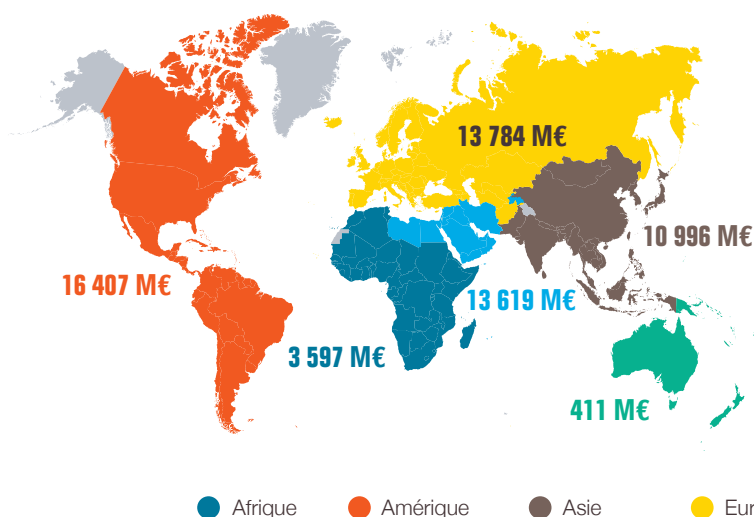 13 784 M€
10 996 M€
16 407 M€
13 619 M€
3 597 M€
411 M€
Afrique Amérique Asie